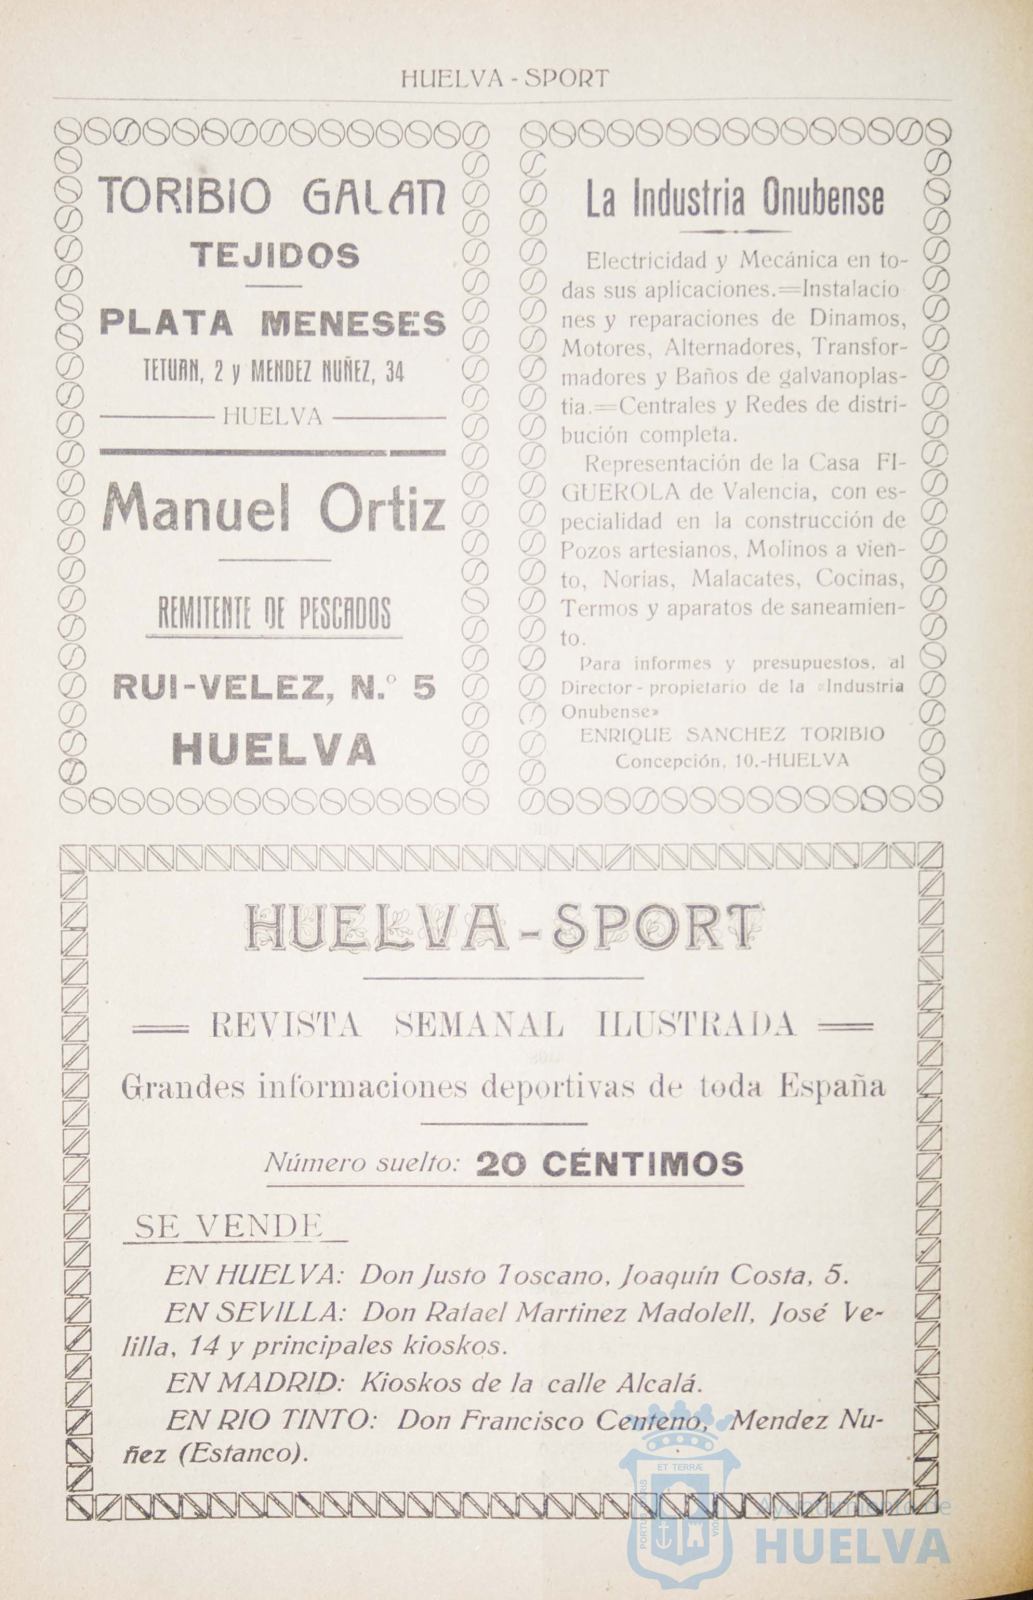 HUELVA - SPORT
TORIBIO GALAN
TEJIDOS
PLATA MENESES
TETUAN, 2 y MENDEZ NUÑEZ, 34
HUELVA
Manuel Ortiz
REMITENTE DE PESCADOS
RUI-VELEZ, N.º 5
HUELVA
La Industria Onubense
Electricidad y Mecánica en to-
das sus aplicaciones.=Instalacio
nes y reparaciones de Dinamos,
Motores, Alternadores, Transfor-
madores y Baños de galvanoplas-
tia.=Centrales y Redes de distri-
bución completa.
Representación de la Casa FI-
GUEROLA de Valencia, con es-
pecialidad en la construcción de
Pozos artesianos, Molinos a vien-
to, Norias, Malacates, Cocinas,
Termos y aparatos de saneamien-
to.
Para informes y presupuestos, al
Director - propietario de la «Industria
Onubense»
ENRIQUE SANCHEZ TORIBIO
Concepción, 10.-HUELVA
HUELVA - SPORT
REVISTA SEMANAL ILUSTRADA
Grandes informaciones deportivas de toda España
Número suelto: 20 CÉNTIMOS
SE VENDE
EN HUELVA: Don Justo Toscano, Joaquín Costa, 5.
EN SEVILLA: Don Rafael Martinez Madolell, José Ve-
lilla, 14 y principales kioskos.
EN MADRID: Kioskos de la calle Alcalá.
EN RIO TINTO: Don Francisco Centeno, Mendez Nu-
ñez (Estanco).
PORTUS MARIS
ET TERRÆ
CUSTODIA
Ayuntamiento de
HUELVA